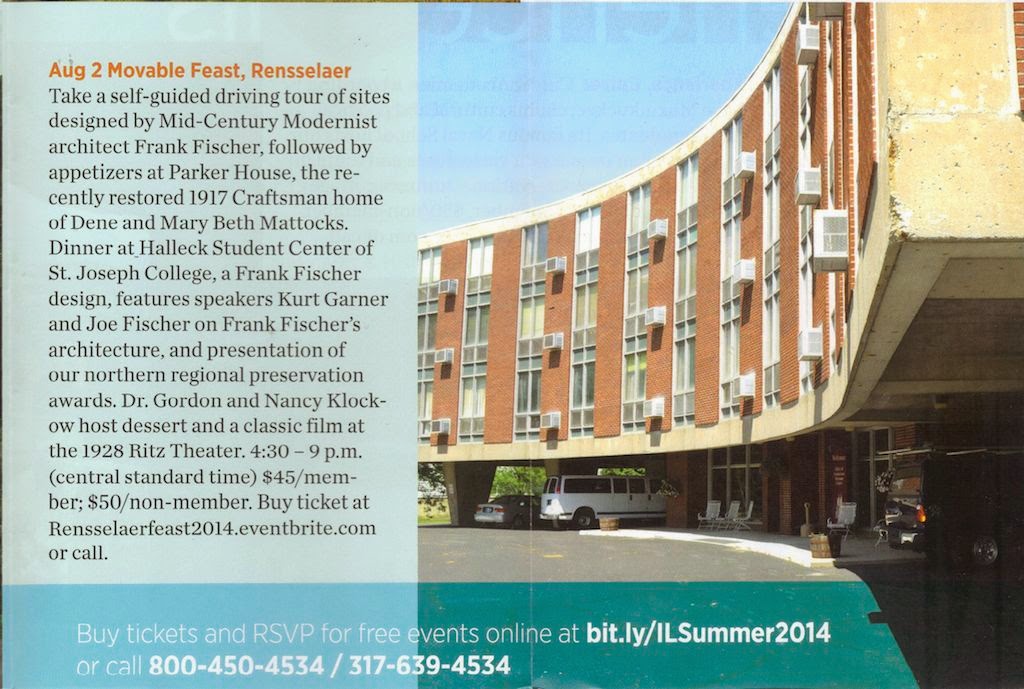 Aug 2 Movable Feast, Rensselaer
Take a self-guided driving tour of sites
designed by Mid-Century Modernist
architect Frank Fischer, followed by
appetizers at Parker House, the re-
cently restored 1917 Craftsman home
of Dene and Mary Beth Mattocks.
Dinner at Halleck Student Center of
St. Joseph College, a Frank Fischer
design, features speakers Kurt Garner
and Joe Fischer on Frank Fischer's
architecture, and presentation of
our northern regional preservation
awards. Dr. Gordon and Nancy Klock-
ow host dessert and a classic film at
the 1928 Ritz Theater. 4:30 – 9 p.m.
(central standard time) $45/mem-
ber; $50/non-member. Buy ticket at
Rensselaerfeast2014.eventbrite.com
or call.
Buy tickets and RSVP for free events online at bit.ly/ILSummer2014
or call 800-450-4534 / 317-639-4534